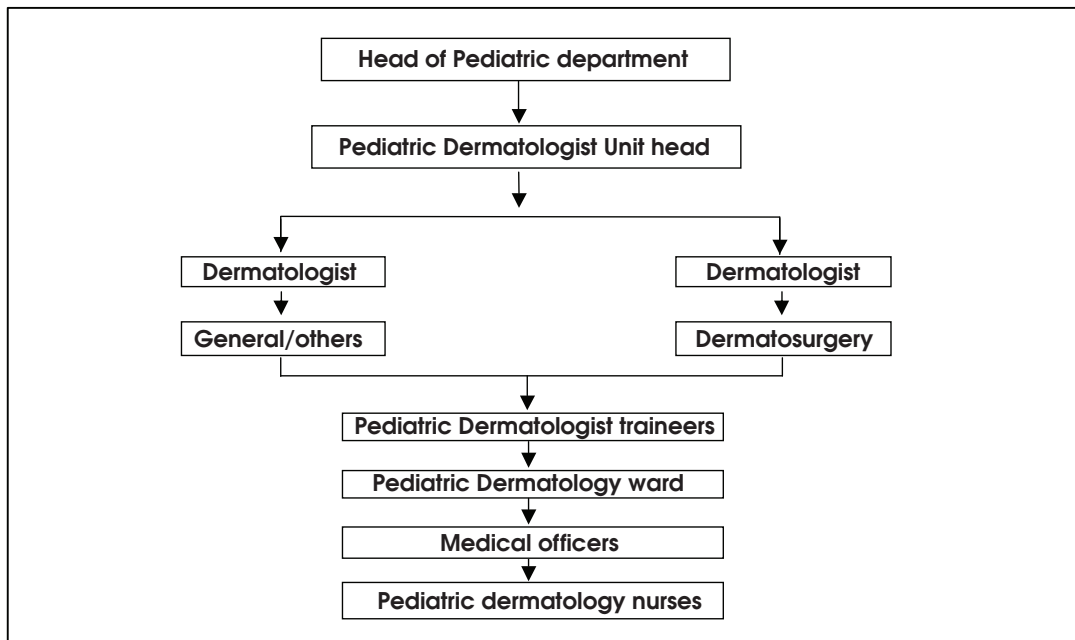 Head of Pediatric department
Pediatric Dermatologist Unit head
Dermatologist
Dermatologist
General/others
Dermatosurgery
Pediatric Dermatologist traineers
Pediatric Dermatology ward
Medical officers
Pediatric dermatology nurses